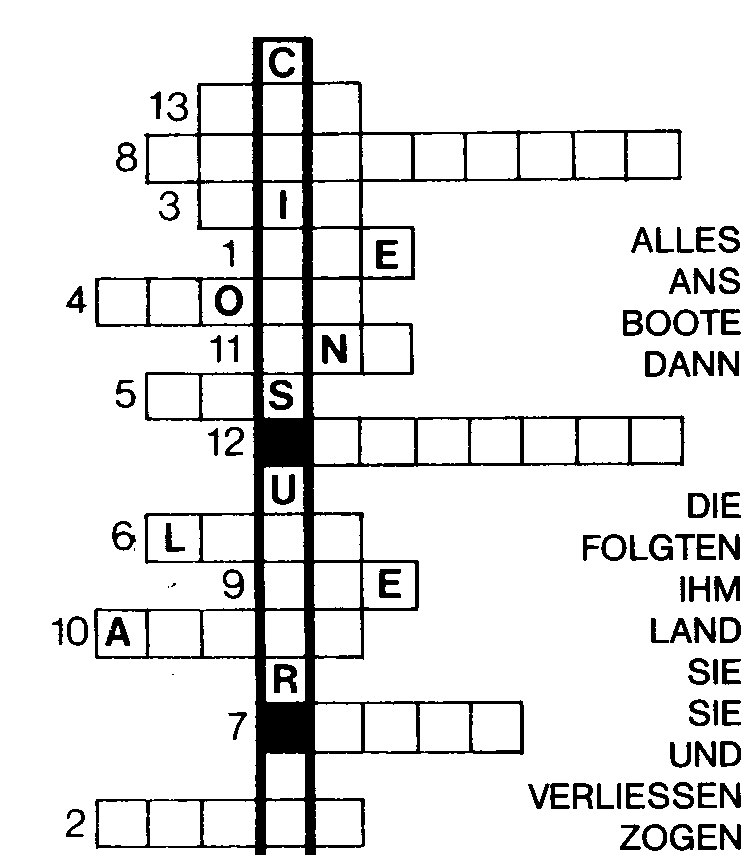 C
13
8
3 I
1 E
ALLES
4 O
ANS
BOOTE
11 N
DANN
5 S
12
U
DIE
6 L
FOLGTEN
9 E
IHM
10 A
LAND
R
SIE
7
SIE
UND
VERLIESSEN
2
ZOGEN